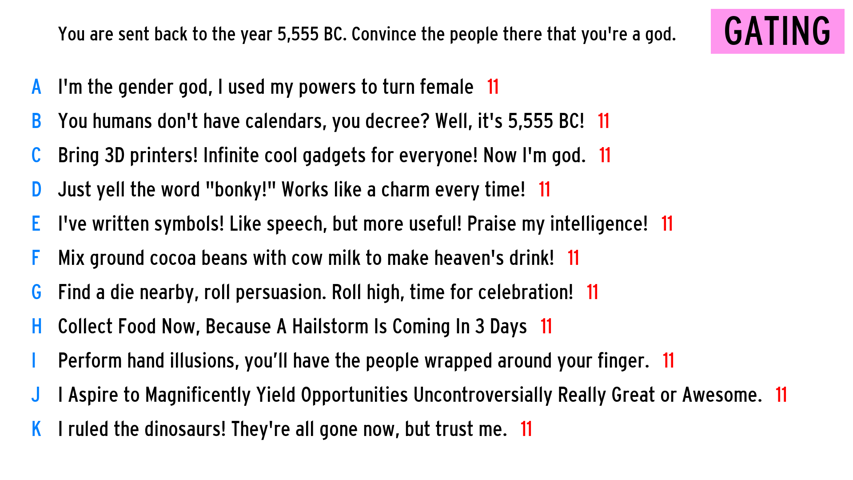 You are sent back to the year 5,555 BC. Convince the people there that you're a god.
GATING
A I'm the gender god, I used my powers to turn female 11
B You humans don't have calendars, you decree? Well, it's 5,555 BC! 11
C Bring 3D printers! Infinite cool gadgets for everyone! Now I'm god. 11
D Just yell the word "bonky!" Works like a charm every time! 11
E I've written symbols! Like speech, but more useful! Praise my intelligence! 11
F Mix ground cocoa beans with cow milk to make heaven's drink! 11
G Find a die nearby, roll persuasion. Roll high, time for celebration! 11
H Collect Food Now, Because A Hailstorm Is Coming In 3 Days 11
I Perform hand illusions, you’ll have the people wrapped around your finger. 11
J I Aspire to Magnificently Yield Opportunities Uncontroversially Really Great or Awesome. 11
K I ruled the dinosaurs! They're all gone now, but trust me. 11